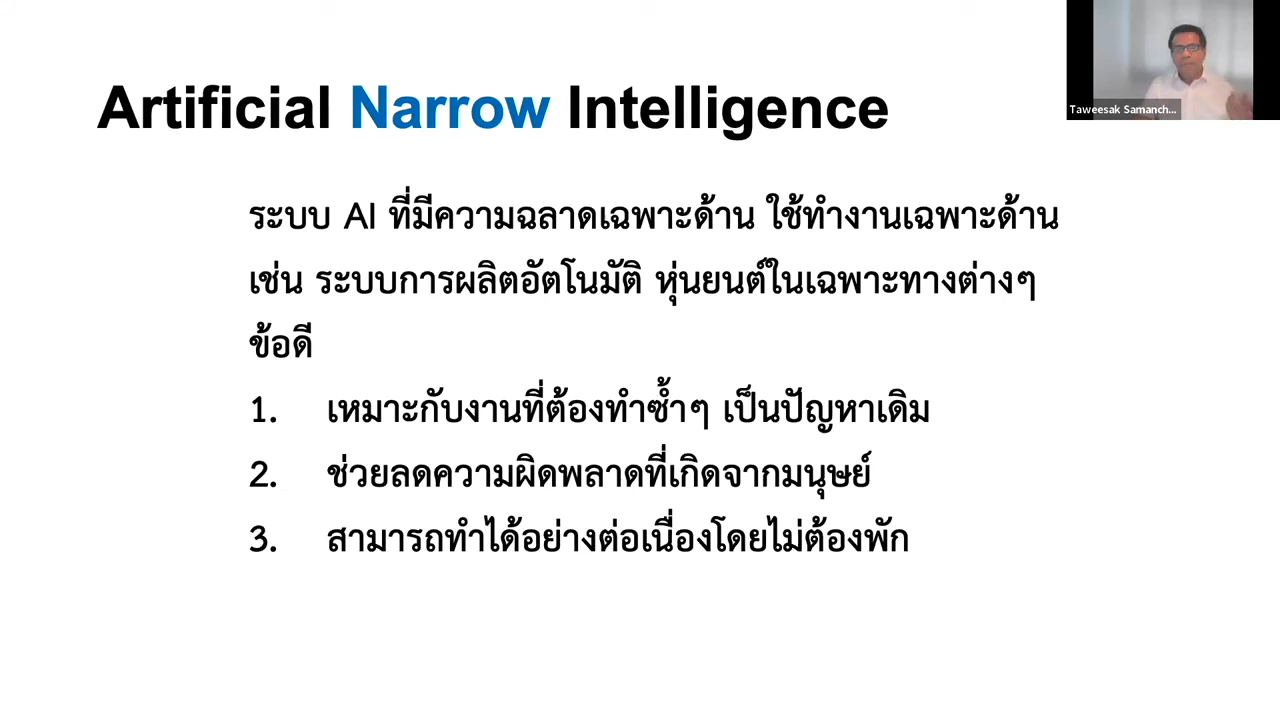 Artificial Narrow Intelligence
Taweesak Samanch...
ระบบ AI ที่มีความฉลาดเฉพาะด้าน ใช้ทำงานเฉพาะด้าน
เช่น ระบบการผลิตอัตโนมัติ หุ่นยนต์ในเฉพาะทางต่างๆ
ข้อดี
1. เหมาะกับงานที่ต้องทำซ้ำๆ เป็นปัญหาเดิม
2. ช่วยลดความผิดพลาดที่เกิดจากมนุษย์
3. สามารถทำได้อย่างต่อเนื่องโดยไม่ต้องพัก